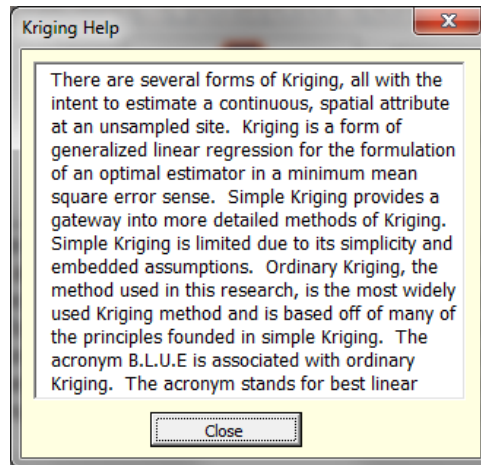 Kriging Help
There are several forms of Kriging, all with the
intent to estimate a continuous, spatial attribute
at an unsampled site.  Kriging is a form of
generalized linear regression for the formulation
of an optimal estimator in a minimum mean
square error sense.  Simple Kriging provides a
gateway into more detailed methods of Kriging.
Simple Kriging is limited due to its simplicity and
embedded assumptions.  Ordinary Kriging, the
method used in this research, is the most widely
used Kriging method and is based off of many of
the principles founded in simple Kriging.  The
acronym B.L.U.E is associated with ordinary
Kriging.  The acronym stands for best linear
Close